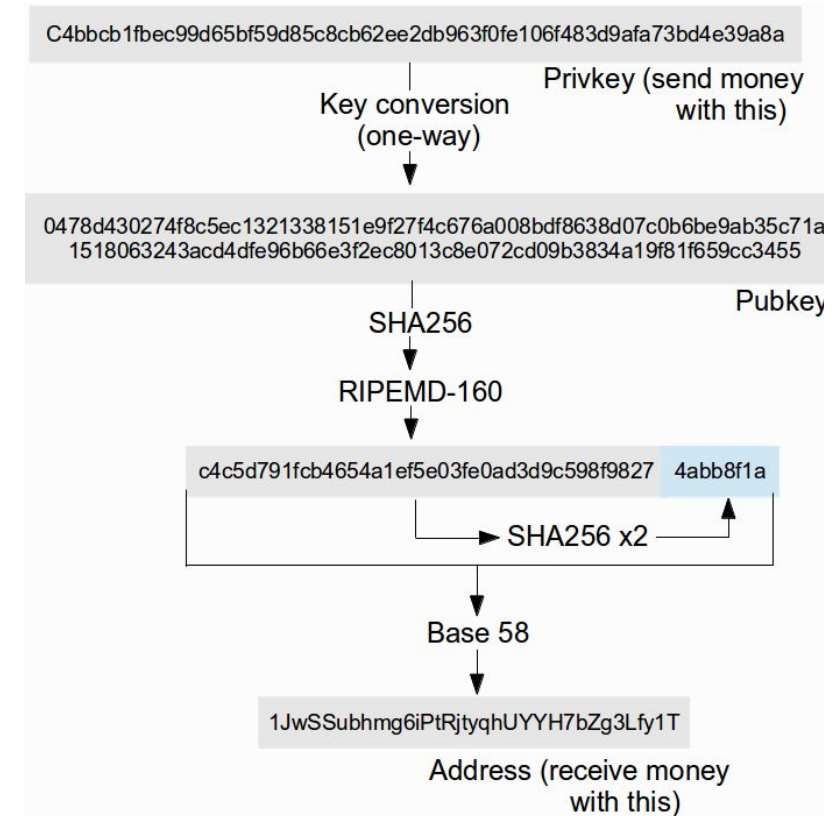 C4bbcb1fbec99d65bf59d85c8cb62ee2db963f0fe106f483d9afa73bd4e39a8a
Privkey (send money
with this)
Key conversion
(one-way)
0478d430274f8c5ec1321338151e9f27f4c676a008bdf8638d07c0b6be9ab35c71a
1518063243acd4dfe96b66e3f2ec8013c8e072cd09b3834a19f81f659cc3455
Pubkey
SHA256
RIPEMD-160
c4c5d791fcb4654a1ef5e03fe0ad3d9c598f9827 4abb8f1a
SHA256 x2
Base 58
1JwSSubhmg6iPtRjtyqhUYYH7bZg3Lfy1T
Address (receive money
with this)